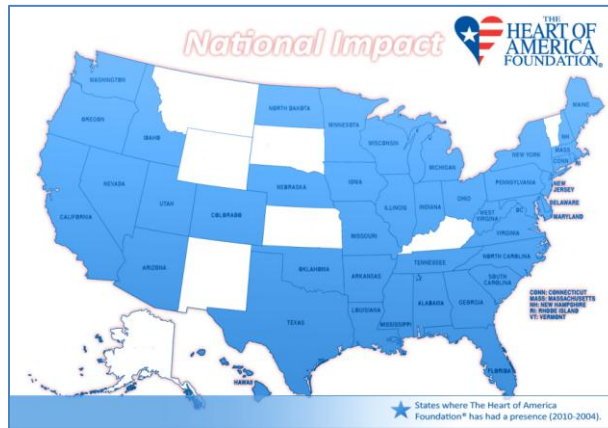 National Impact
THE
HEART OF
AMERICA
FOUNDATION.
WASHINGTON
OREGON
IDAHO
NEVADA
CALIFORNIA
UTAH
ARIZONA
COLORADO
NORTH DAKOTA
NEBRASKA
OKLAHOMA
TEXAS
MINNESOTA
IOWA
MISSOURI
ARKANSAS
LOUISIANA
WISCONSIN
ILLINOIS
MICHIGAN
INDIANA
OHIO
TENNESSEE
MISSISSIPPI
ALABAMA
GEORGIA
FLORIDA
SOUTH
CAROLINA
NORTH CAROLINA
VIRGINIA
WEST
VIRGINIA
DC
PENNSYLVANIA
NEW YORK
MAINE
NH
MASS
CONN
RI
NEW
JERSEY
DELAWARE
MARYLAND
HAWAII
CONN: CONNECTICUT
MASS: MASSACHUSETTS
NH: NEW HAMPSHIRE
RI: RHODE ISLAND
VT: VERMONT
States where The Heart of America
Foundation® has had a presence (2010-2004).